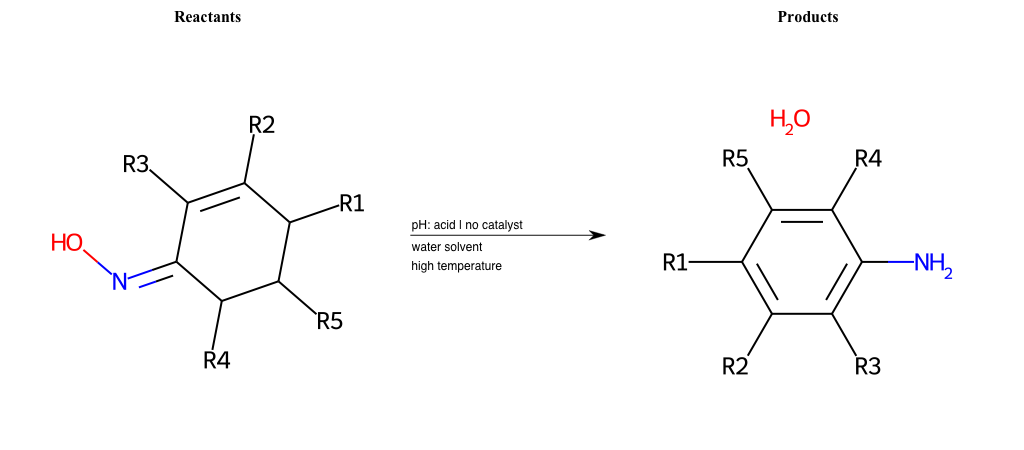 Reactants
Products
R2
H2O
R3
R5
R4
R1
pH: acid | no catalyst
HO
water solvent
R1
NH2
high temperature
N
R5
R4
R2
R3